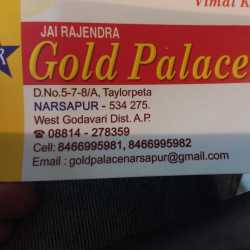 Vimal K
R
JAI RAJENDRA
Gold Palace
D.No.5-7-8/A, Taylorpeta
NARSAPUR - 534 275.
West Godavari Dist. A.P.
☎ 08814 - 278359
Cell: 8466995981, 8466995982
Email : goldpalacenarsapur@gmail.com